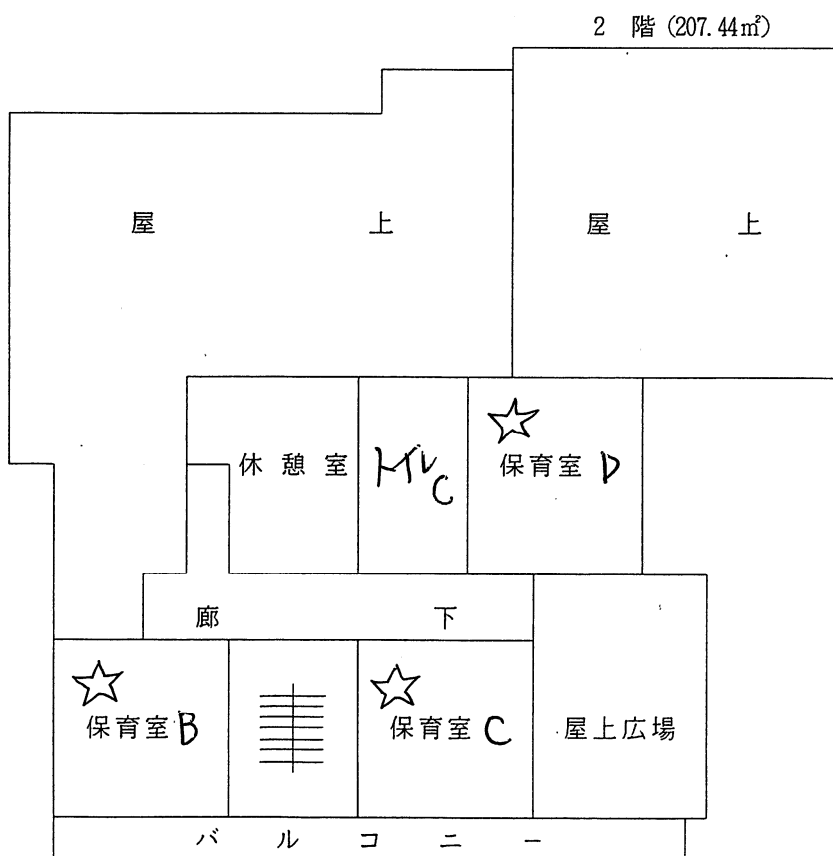 2 階 (207.44㎡)
屋 上
屋 上
休憩室
トイレC
保育室 D
廊 下
保育室 B
保育室 C
屋上広場
バルコニー